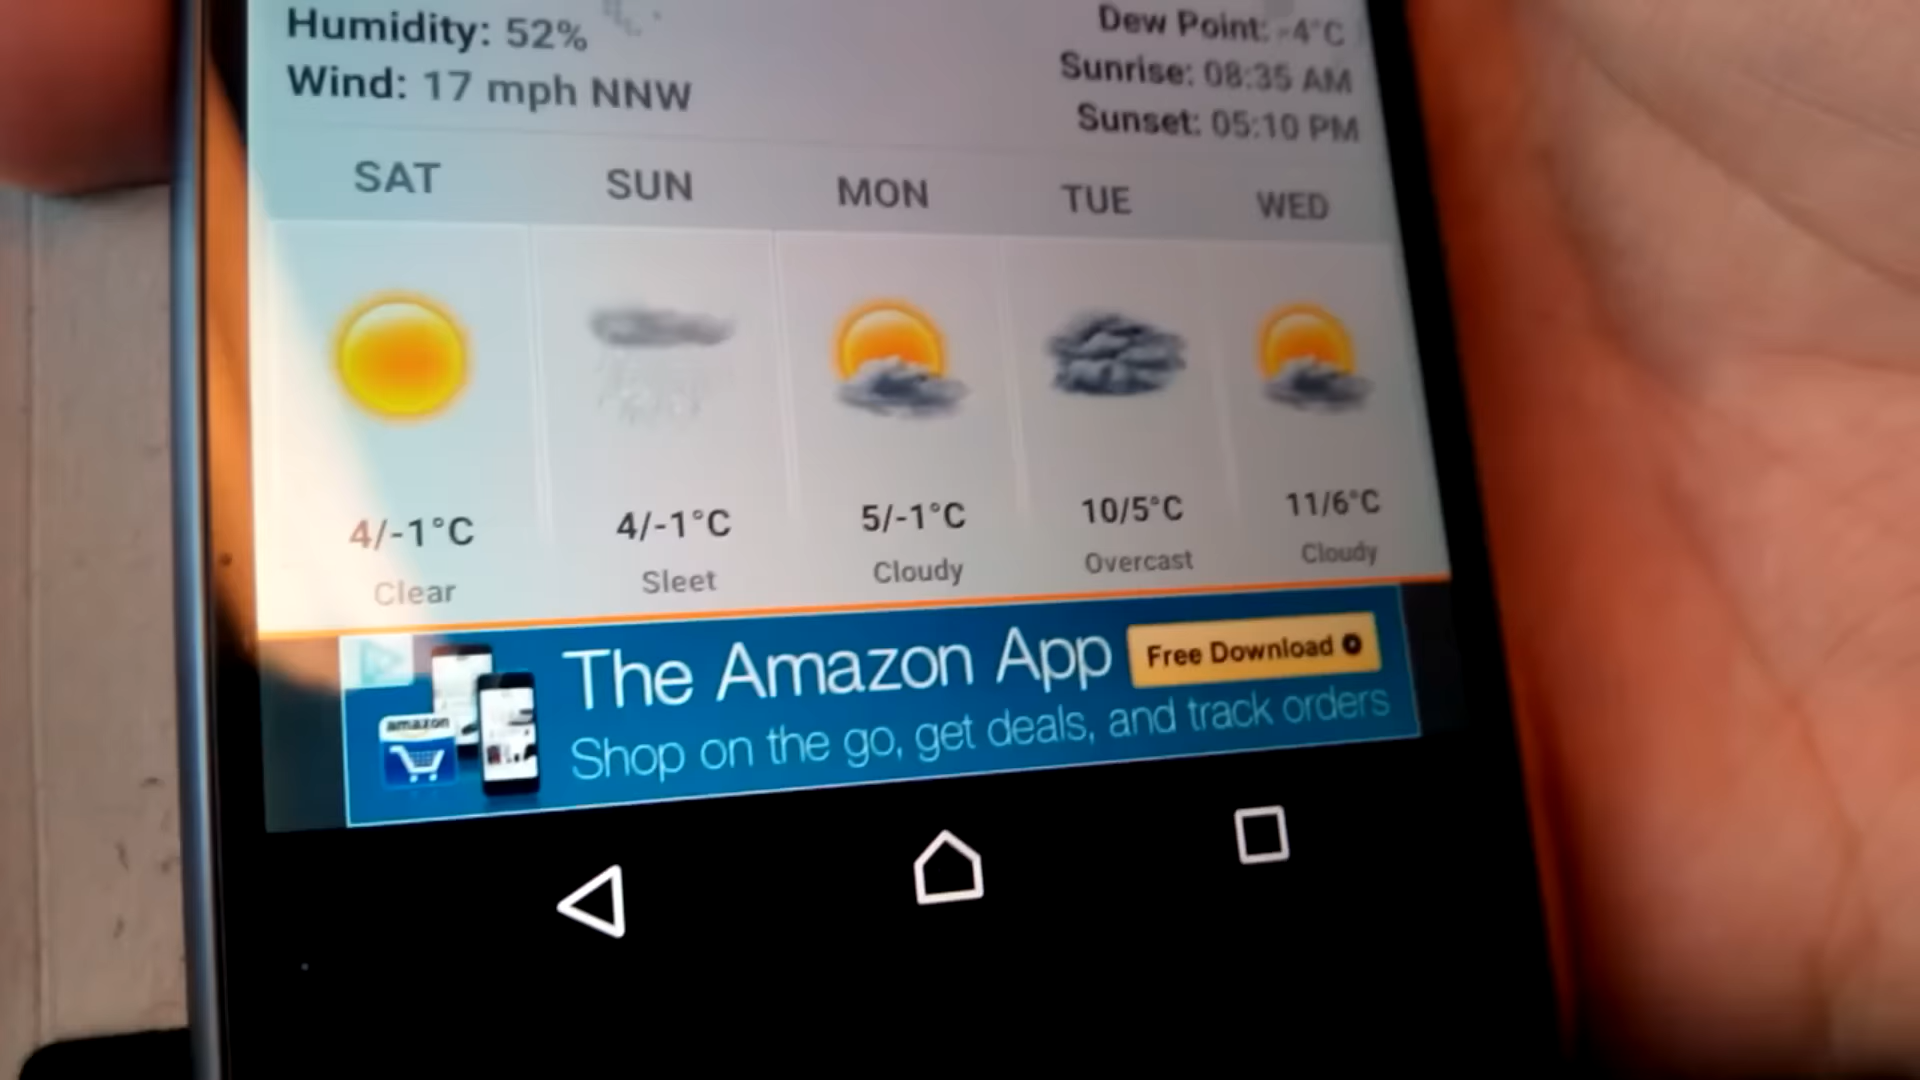 Humidity: 52%
Dew Point: -4°C
Wind: 17 mph NNW
Sunrise: 08:35 AM
Sunset: 05:10 PM
SAT SUN MON TUE WED
4/-1°C 4/-1°C 5/-1°C 10/5°C 11/6°C
Clear Sleet Cloudy Overcast Cloudy
The Amazon App
Free Download
Shop on the go, get deals, and track orders
amazon